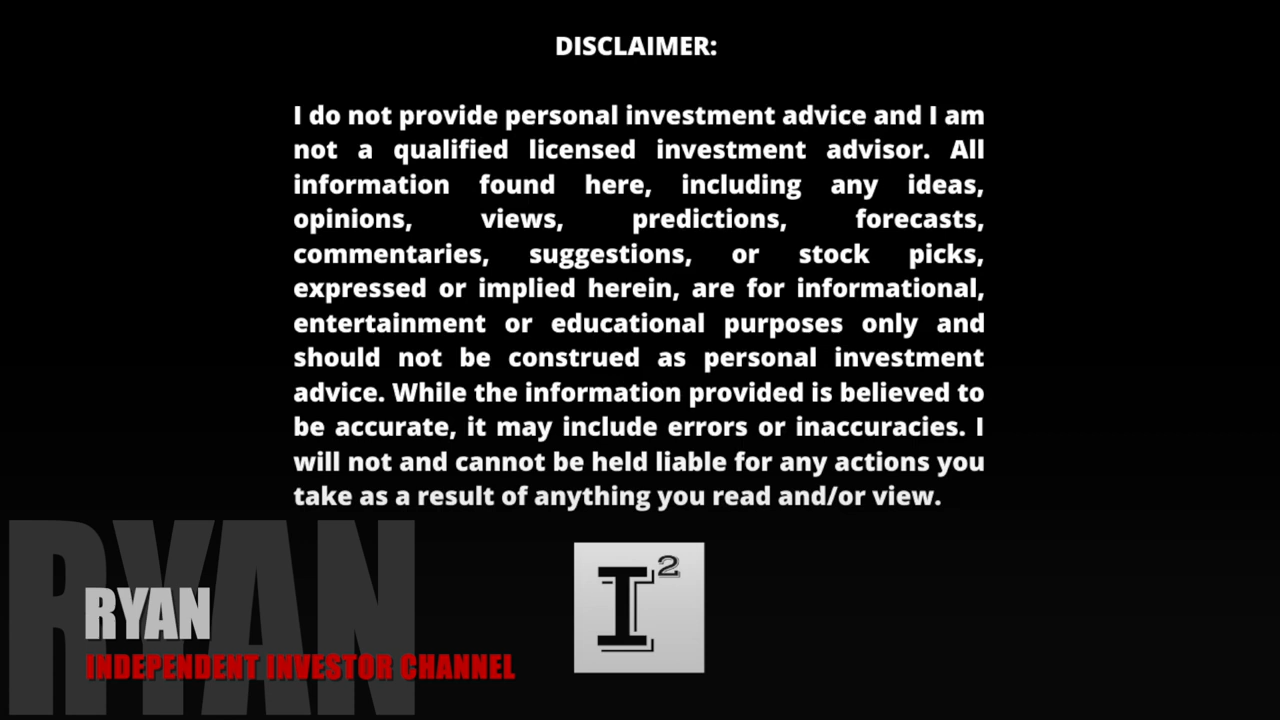 DISCLAIMER:
I do not provide personal investment advice and I am
not a qualified licensed investment advisor. All
information found here, including any ideas,
opinions, views, predictions, forecasts,
commentaries, suggestions, or stock picks,
expressed or implied herein, are for informational,
entertainment or educational purposes only and
should not be construed as personal investment
advice. While the information provided is believed to
be accurate, it may include errors or inaccuracies. I
will not and cannot be held liable for any actions you
take as a result of anything you read and/or view.
I²
RYAN
RYAN
INDEPENDENT INVESTOR CHANNEL